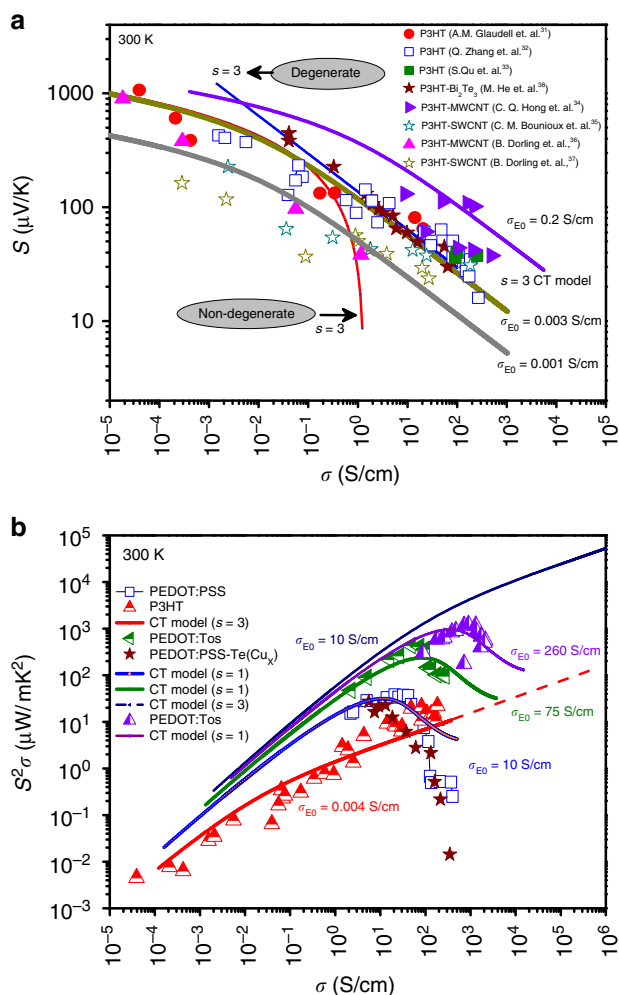 a
300 K
s = 3
Degenerate
P3HT (A.M. Glaudell et. al.³¹)
P3HT (Q. Zhang et. al.³²)
P3HT (S.Qu et. al.³³)
P3HT-Bi₂Te₃ (M. He et. al.³⁸)
P3HT-MWCNT (C. Q. Hong et. al.³⁴)
P3HT-SWCNT (C. M. Bounioux et. al.³⁵)
P3HT-MWCNT (B. Dorling et. al.,³⁶)
P3HT-SWCNT (B. Dorling et. al.,³⁷)
1000
100
10
S (μV/K)
σE0 = 0.2 S/cm
s = 3 CT model
σE0 = 0.003 S/cm
σE0 = 0.001 S/cm
Non-degenerate
s = 3
10⁻⁵ 10⁻⁴ 10⁻³ 10⁻² 10⁻¹ 10⁰ 10¹ 10² 10³ 10⁴ 10⁵
σ (S/cm)
b
300 K
PEDOT:PSS
P3HT
CT model (s = 3)
PEDOT:Tos
PEDOT:PSS-Te(Cuₓ)
CT model (s = 1)
CT model (s = 1)
CT model (s = 3)
PEDOT:Tos
CT model (s = 1)
10⁵
10⁴
10³
10²
10¹
10⁰
10⁻¹
10⁻²
10⁻³
S²σ (μW/ mK²)
σE0 = 10 S/cm
σE0 = 260 S/cm
σE0 = 75 S/cm
σE0 = 10 S/cm
σE0 = 0.004 S/cm
10⁻⁵ 10⁻⁴ 10⁻³ 10⁻² 10⁻¹ 10⁰ 10¹ 10² 10³ 10⁴ 10⁵ 10⁶
σ (S/cm)